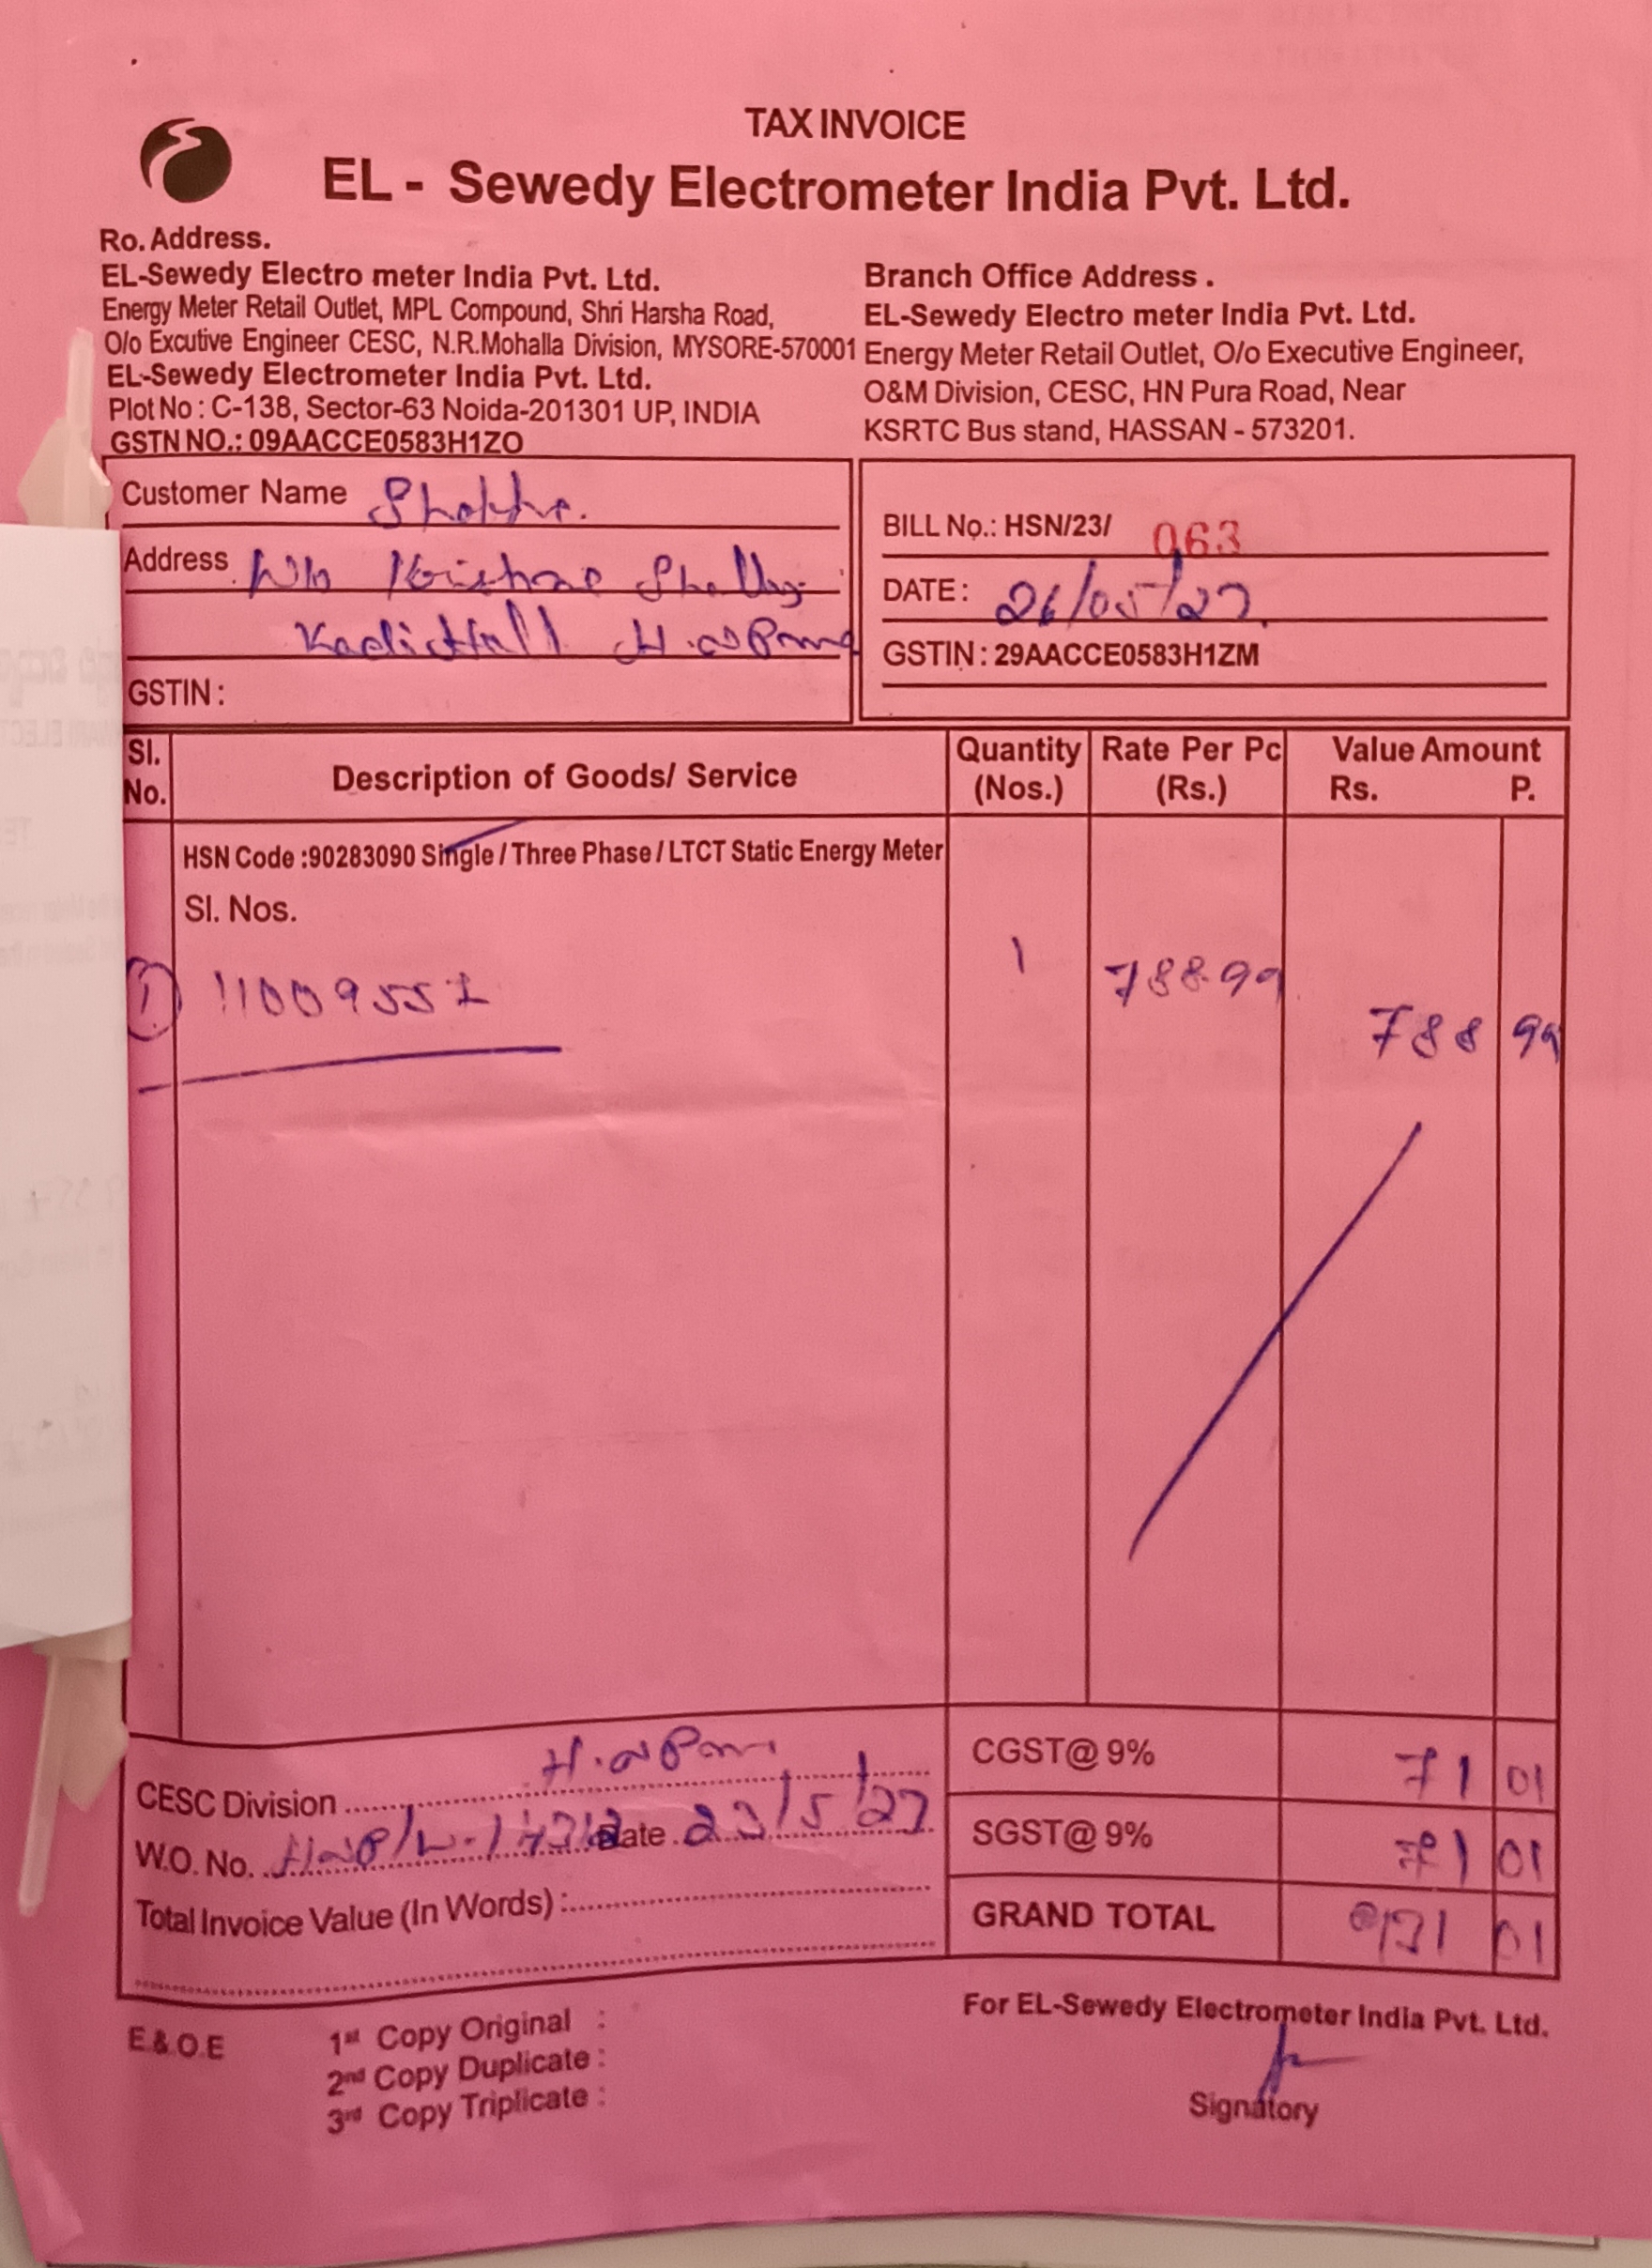 TAX INVOICE
EL - Sewedy Electrometer India Pvt. Ltd.
Ro. Address.
EL-Sewedy Electro meter India Pvt. Ltd.
Energy Meter Retail Outlet, MPL Compound, Shri Harsha Road,
O/o Excutive Engineer CESC, N.R.Mohalla Division, MYSORE-570001
EL-Sewedy Electrometer India Pvt. Ltd.
Plot No : C-138, Sector-63 Noida-201301 UP, INDIA
GSTN NO.: 09AACCE0583H1ZO
Branch Office Address .
EL-Sewedy Electro meter India Pvt. Ltd.
Energy Meter Retail Outlet, O/o Executive Engineer,
O&M Division, CESC, HN Pura Road, Near
KSRTC Bus stand, HASSAN - 573201.
Customer Name
Address
GSTIN :
BILL No.: HSN/23/ 063
DATE : 26/05/23
GSTIN : 29AACCE0583H1ZM
Sl. No. Description of Goods/ Service Quantity (Nos.) Rate Per Pc (Rs.) Value Amount Rs. P.
HSN Code :90283090 Single / Three Phase / LTCT Static Energy Meter
Sl. Nos.
1 11009551 1 788.99 788 99
CESC Division H.N Pura
W.O. No. Date 23/5/23
Total Invoice Value (In Words) :
CGST@ 9% 71 01
SGST@ 9% 71 01
GRAND TOTAL 931 01
E.& O.E
1st Copy Original :
2nd Copy Duplicate :
3rd Copy Triplicate :
For EL-Sewedy Electrometer India Pvt. Ltd.
Signatory